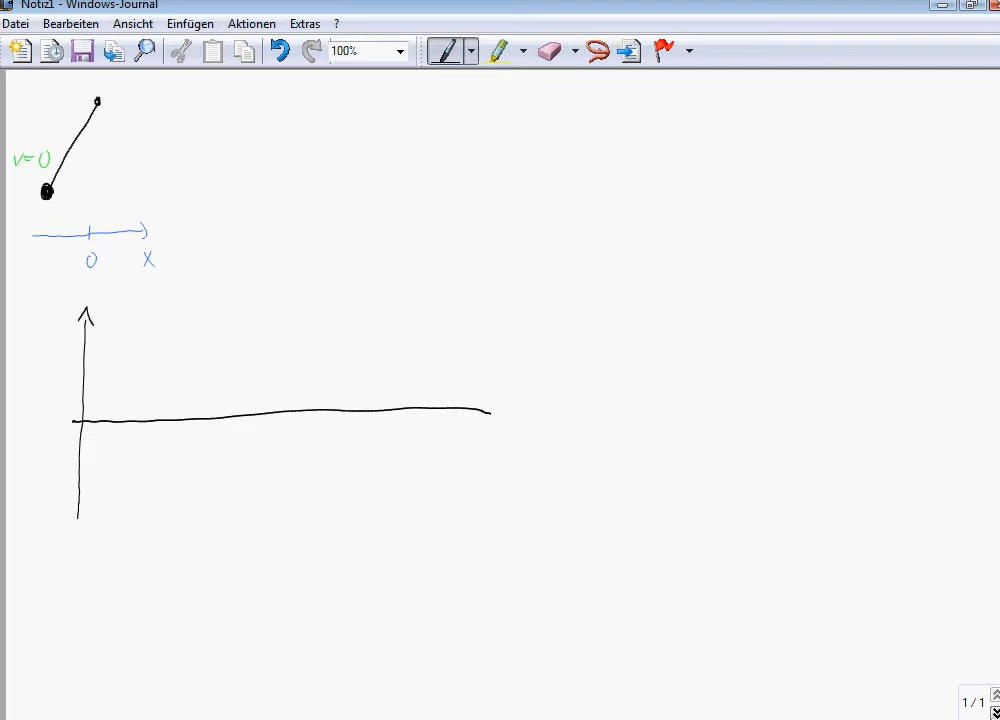 Notiz1 - Windows-Journal
Datei Bearbeiten Ansicht Einfügen Aktionen Extras ?
100%
v=0
0 x
1 / 1